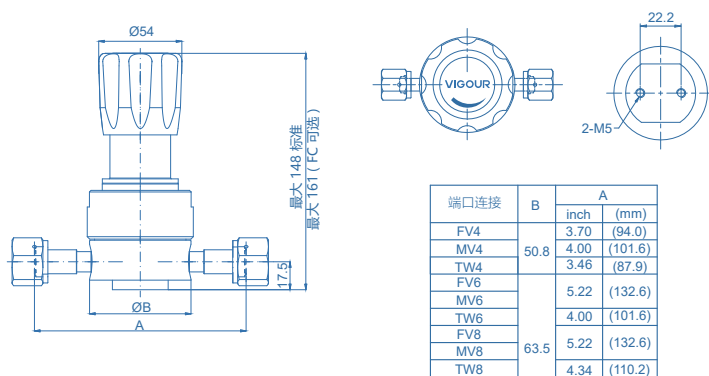 Ø54
最大 148 标准
最大 161 ( FC 可选 )
17.5
ØB
A
VIGOUR
22.2
2-M5
端口连接 B A
inch (mm)
FV4 50.8 3.70 (94.0)
MV4 4.00 (101.6)
TW4 3.46 (87.9)
FV6 63.5 5.22 (132.6)
MV6
TW6 4.00 (101.6)
FV8 5.22 (132.6)
MV8
TW8 4.34 (110.2)